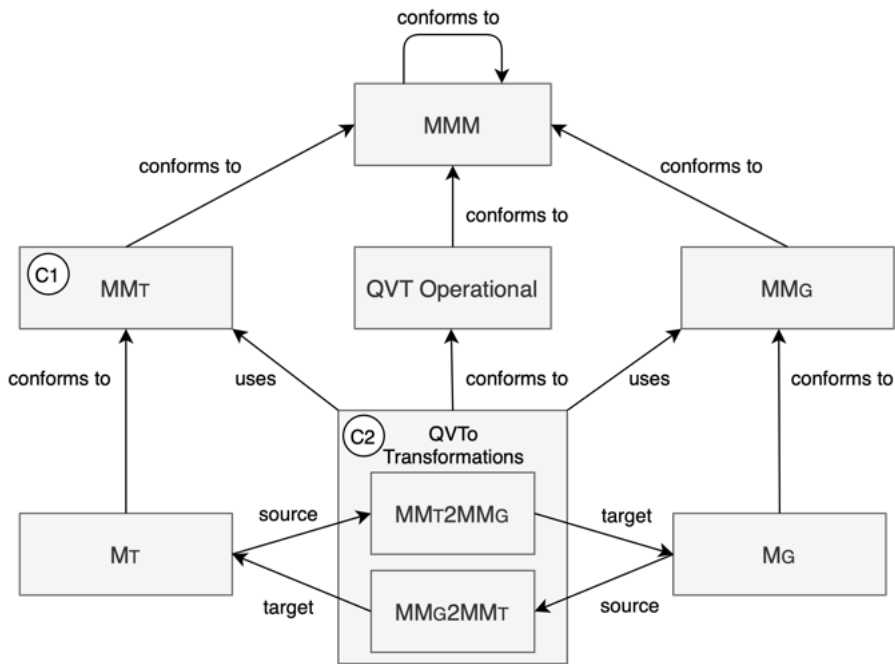 conforms to
MMM
conforms to
conforms to
conforms to
C1
MMT
QVT Operational
MMG
conforms to
uses
conforms to
uses
conforms to
C2
QVTo
Transformations
source
MMT2MMG
target
MT
MG
target
MMG2MMT
source